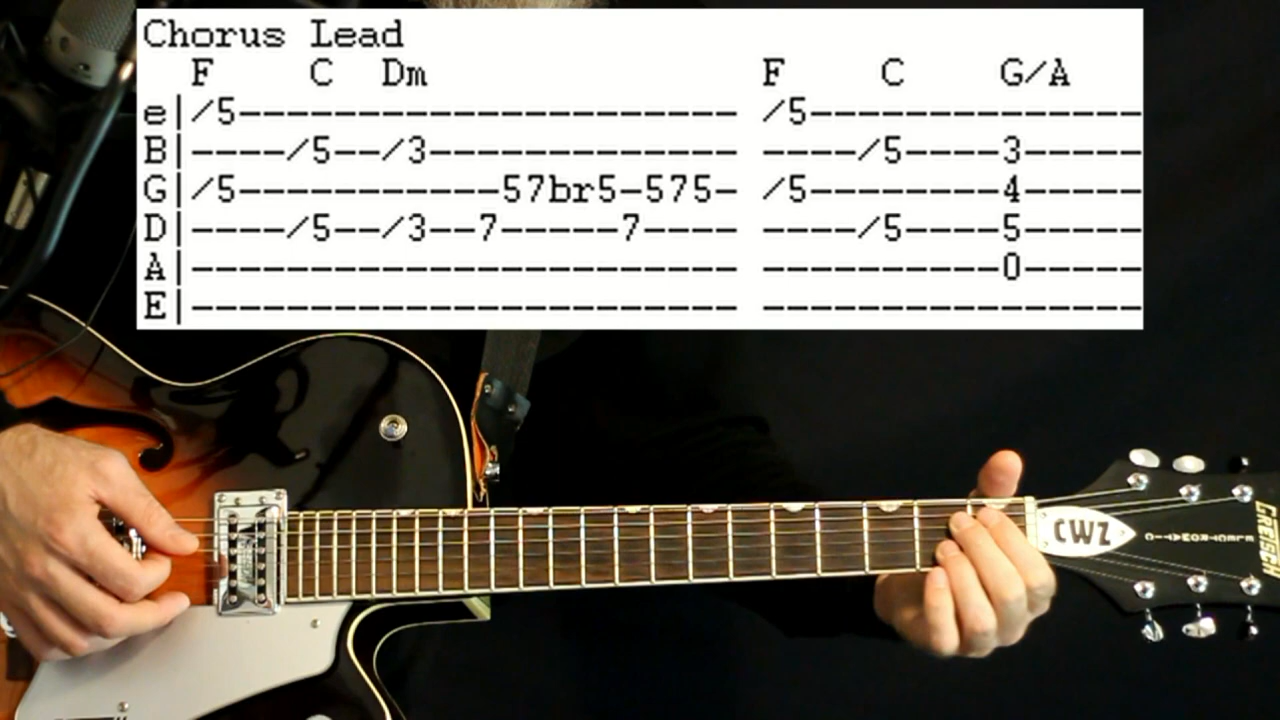 Chorus Lead
F    C  Dm              F    C    G/A
e|/5--------------------- /5--------------
B|----/5--/3------------- ----/5----3-----
G|/5-----------57br5-575- /5--------4-----
D|----/5--/3--7-----7---- ----/5----5-----
A|----------------------- ----------0-----
E|----------------------- ----------------
CWZ
GRETSCH